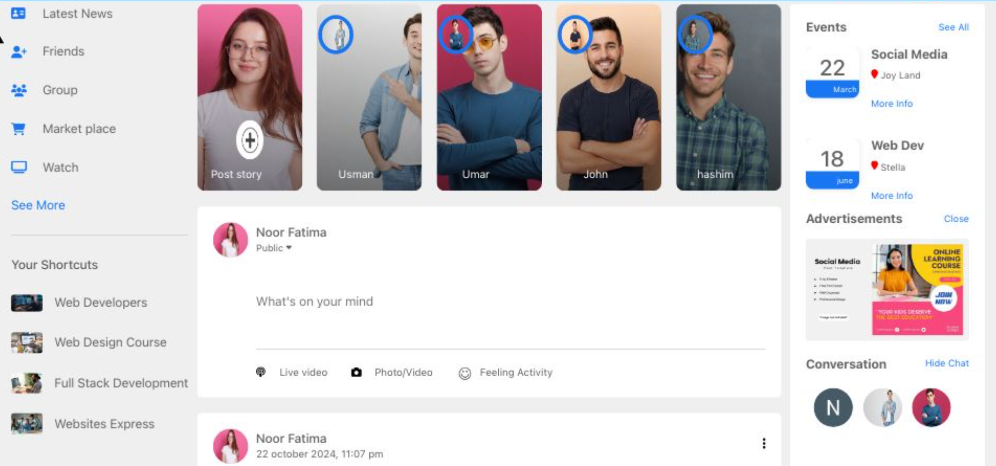 Latest News
Friends
Group
Market place
Watch
See More
Your Shortcuts
Web Developers
Web Design Course
Full Stack Development
Websites Express
Post story
Usman
Umar
John
hashim
Noor Fatima
Public
What's on your mind
Live video
Photo/Video
Feeling Activity
Noor Fatima
22 october 2024, 11:07 pm
Events
See All
22
March
Social Media
Joy Land
More Info
18
june
Web Dev
Stella
More Info
Advertisements
Close
Social Media
ONLINE
LEARNING
COURSE
JOIN
NOW
YOUR KIDS DESERVE
THE BEST EDUCATION
Conversation
Hide Chat
N